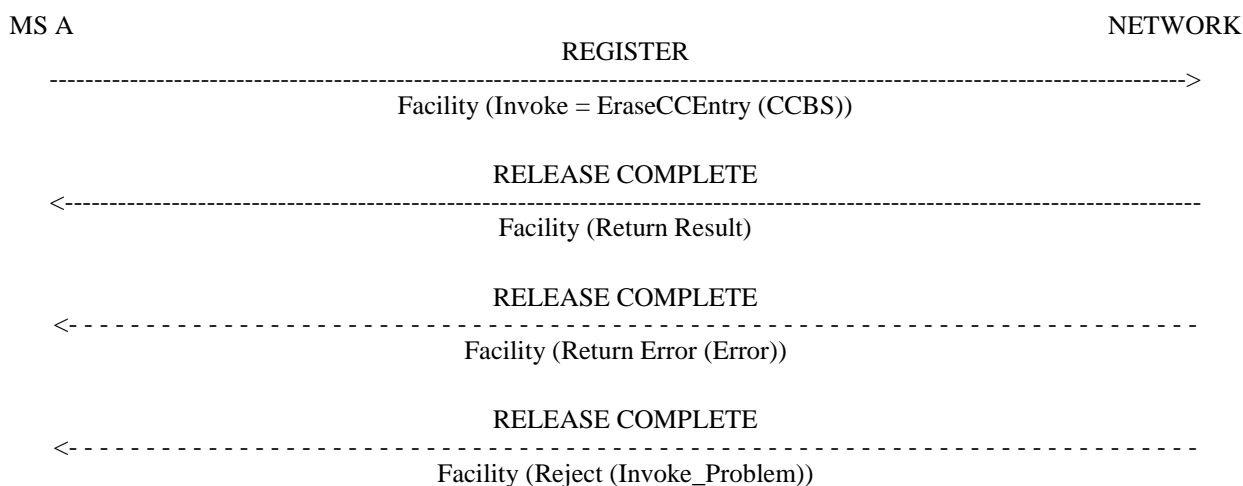 MS A NETWORK
REGISTER
Facility (Invoke = EraseCCEntry (CCBS))
RELEASE COMPLETE
Facility (Return Result)
RELEASE COMPLETE
Facility (Return Error (Error))
RELEASE COMPLETE
Facility (Reject (Invoke_Problem))